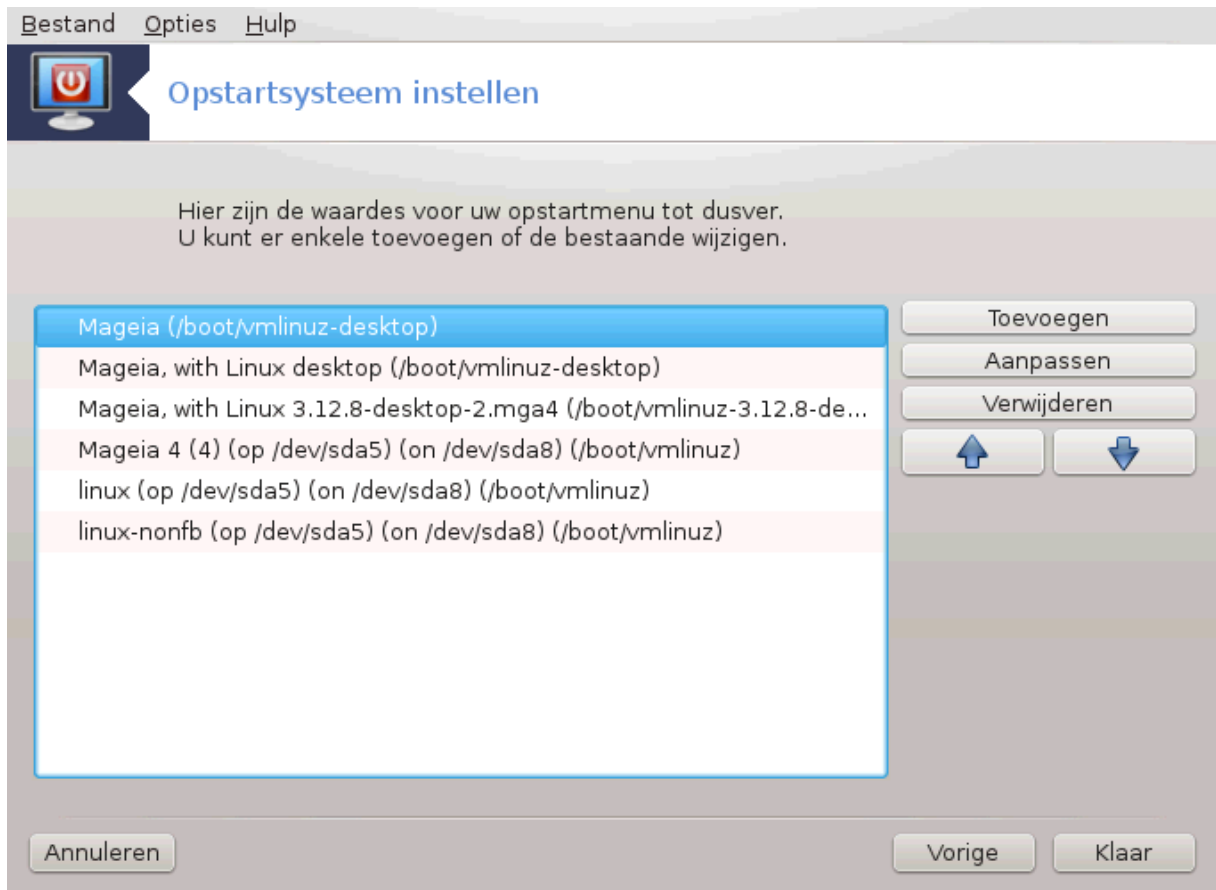 Bestand Opties Hulp
Opstartsysteem instellen
Hier zijn de waardes voor uw opstartmenu tot dusver.
U kunt er enkele toevoegen of de bestaande wijzigen.
Mageia (/boot/vmlinuz-desktop)
Mageia, with Linux desktop (/boot/vmlinuz-desktop)
Mageia, with Linux 3.12.8-desktop-2.mga4 (/boot/vmlinuz-3.12.8-de...
Mageia 4 (4) (op /dev/sda5) (on /dev/sda8) (/boot/vmlinuz)
linux (op /dev/sda5) (on /dev/sda8) (/boot/vmlinuz)
linux-nonfb (op /dev/sda5) (on /dev/sda8) (/boot/vmlinuz)
Toevoegen
Aanpassen
Verwijderen
Annuleren Vorige Klaar